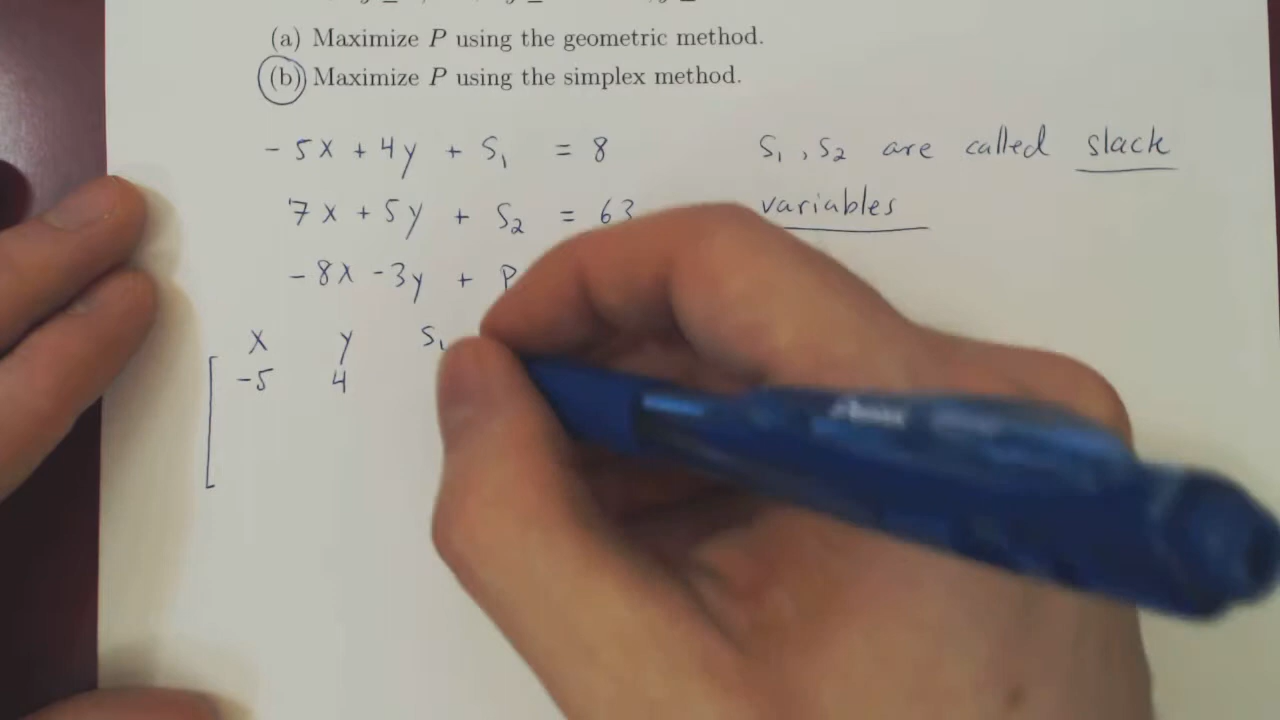 (a) Maximize P using the geometric method.
(b) Maximize P using the simplex method.
-5x + 4y + S₁ = 8
7x + 5y + S₂ = 63
-8x - 3y + P
S₁, S₂ are called slack
variables
x y S₁
-5 4